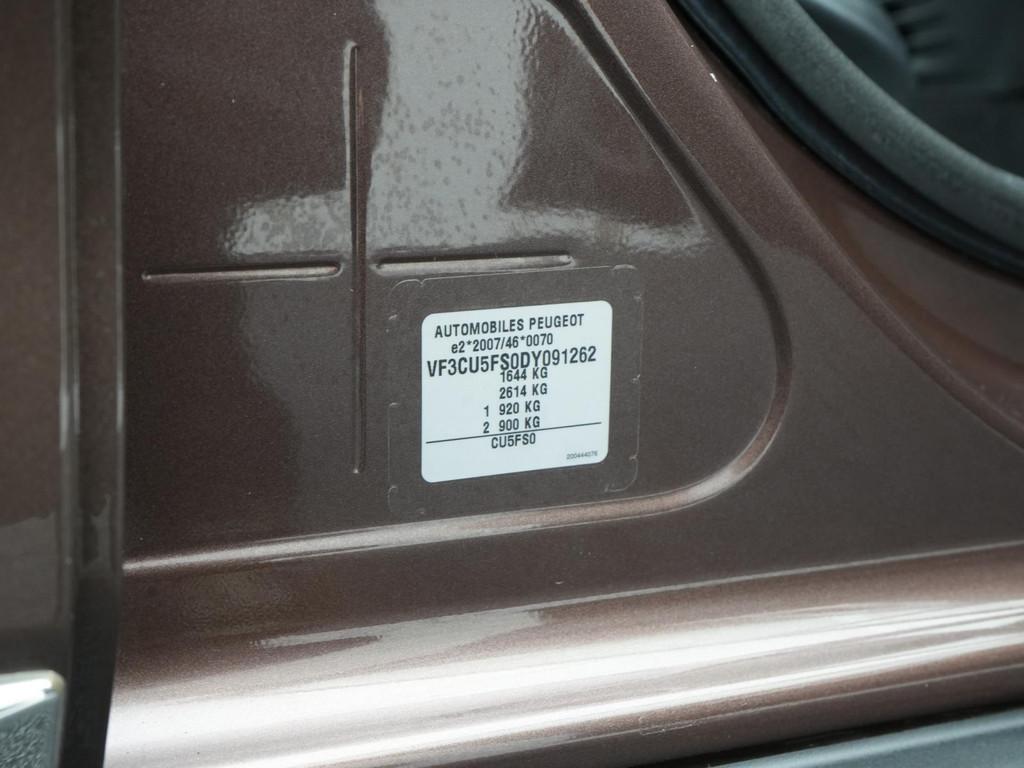 AUTOMOBILES PEUGEOT
e2*2007/46*0070
VF3CU5FS0DY091262
1644 KG
2614 KG
1 920 KG
2 900 KG
CU5FS0
200444076